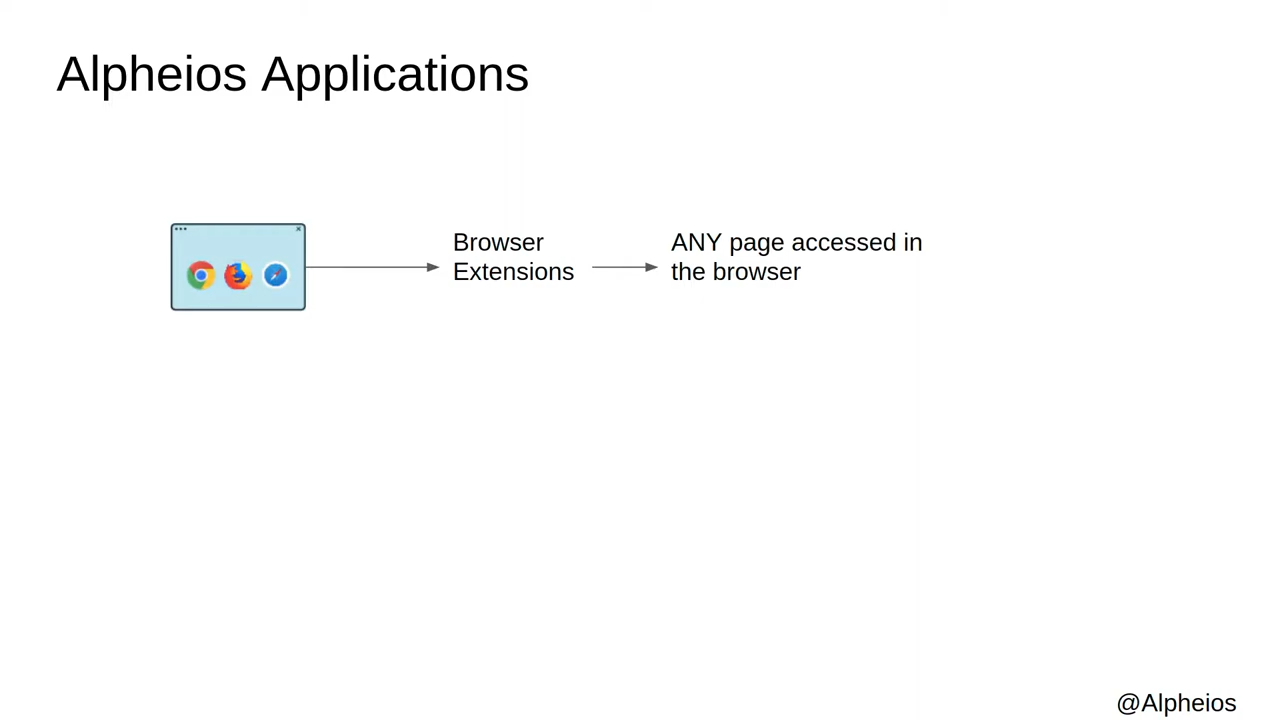 Alpheios Applications
Browser
Extensions
ANY page accessed in
the browser
@Alpheios